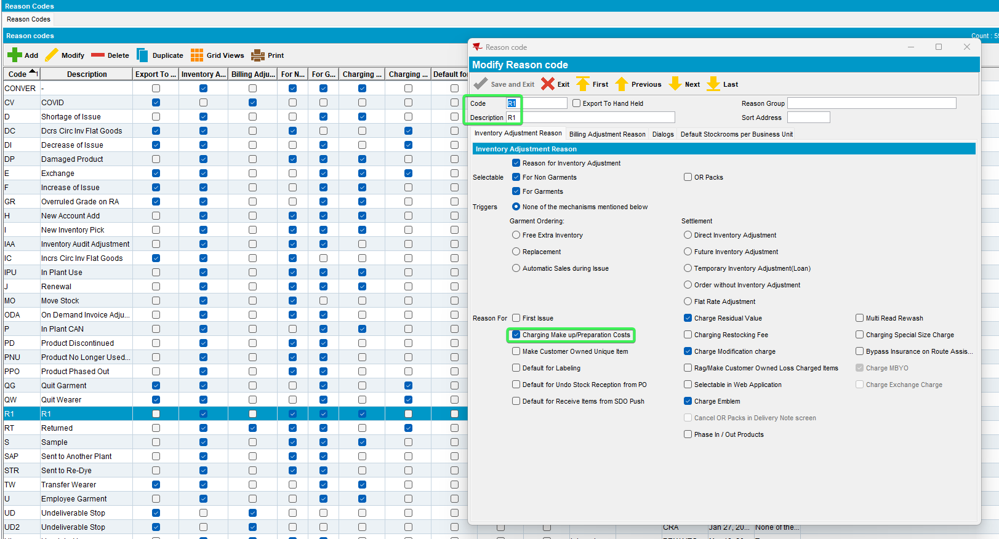 Reason Codes
Reason Codes
Reason codes
Count : 59
Add Modify Delete Duplicate Grid Views Print
Code 1 Description Export To ... Inventory A... Billing Adju... For N... For G... Charging ... Charging ... Default fo
CONVER -
CV COVID
D Shortage of Issue
DC Dcrs Circ Inv Flat Goods
DI Decrease of Issue
DP Damaged Product
E Exchange
F Increase of Issue
GR Overruled Grade on RA
H New Account Add
I New Inventory Pick
IAA Inventory Audit Adjustment
IC Incrs Circ Inv Flat Goods
IPU In Plant Use
J Renewal
MO Move Stock
ODA On Demand Invoice Adju...
P In Plant CAN
PD Product Discontinued
PNU Product No Longer Used...
PPO Product Phased Out
QG Quit Garment
QW Quit Wearer
R1 R1
RT Returned
S Sample
SAP Sent to Another Plant
STR Sent to Re-Dye
TW Transfer Wearer
U Employee Garment
UD Undeliverable Stop
UD2 Undeliverable Stop
CRA Jan 27, 20... None of the...
Reason code
Modify Reason code
Save and Exit Exit First Previous Next Last
Code R1 Export To Hand Held Reason Group
Description R1 Sort Address
Inventory Adjustment Reason Billing Adjustment Reason Dialogs Default Stockrooms per Business Unit
Inventory Adjustment Reason
Reason for Inventory Adjustment
Selectable For Non Garments OR Packs
For Garments
Triggers None of the mechanisms mentioned below
Garment Ordering: Settlement
Free Extra Inventory Direct Inventory Adjustment
Replacement Future Inventory Adjustment
Automatic Sales during Issue Temporary Inventory Adjustment(Loan)
Order without Inventory Adjustment
Flat Rate Adjustment
Reason For First Issue Charge Residual Value Multi Read Rewash
Charging Make up/Preparation Costs Charging Restocking Fee Charging Special Size Charge
Make Customer Owned Unique Item Charge Modification charge Bypass Insurance on Route Assis...
Default for Labeling Rag/Make Customer Owned Loss Charged Items Charge MBYO
Default for Undo Stock Reception from PO Selectable in Web Application Charge Exchange Charge
Default for Receive Items from SDO Push Charge Emblem
Cancel OR Packs in Delivery Note screen
Phase In / Out Products